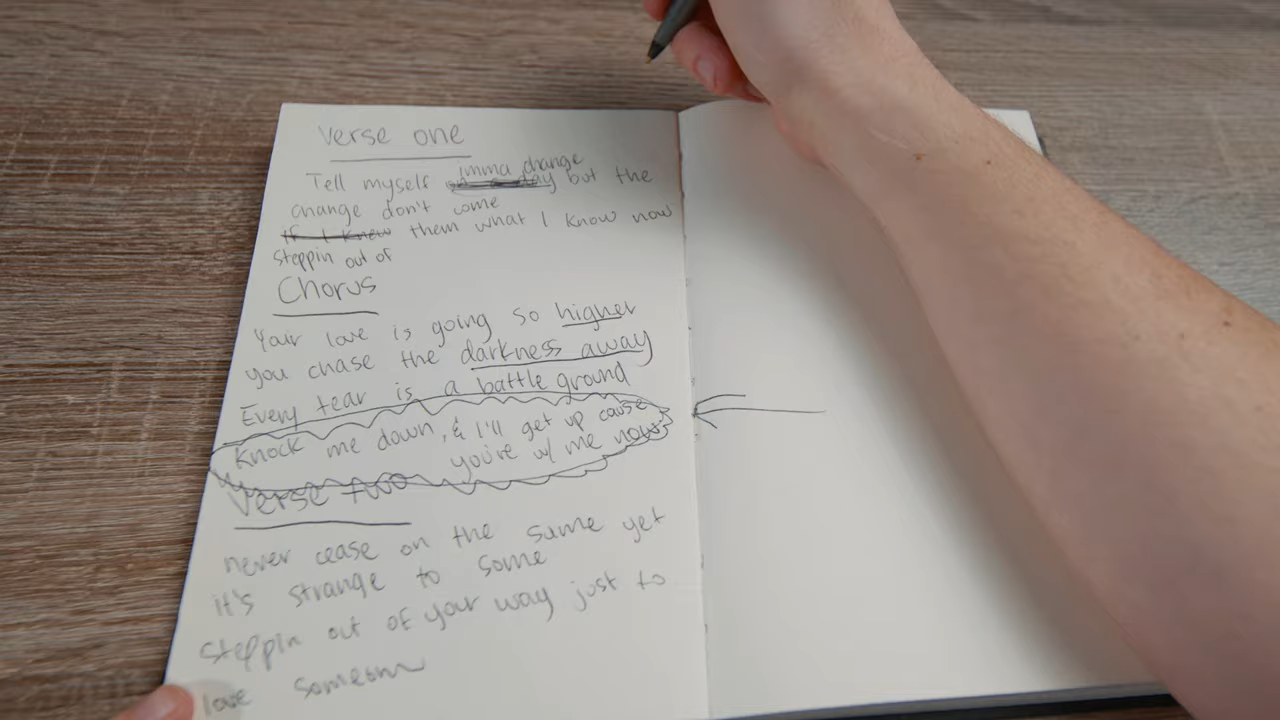 Verse one
imma change
Tell myself day but the
change don't come
If I knew them what I know now
steppin out of
Chorus
Your love is going so higher
you chase the darkness away
Every tear is a battle ground
Knock me down, & I'll get up cause
you're w/ me now
Verse two
never cease on the same yet
it's strange to some
steppin out of your way just to
love someone